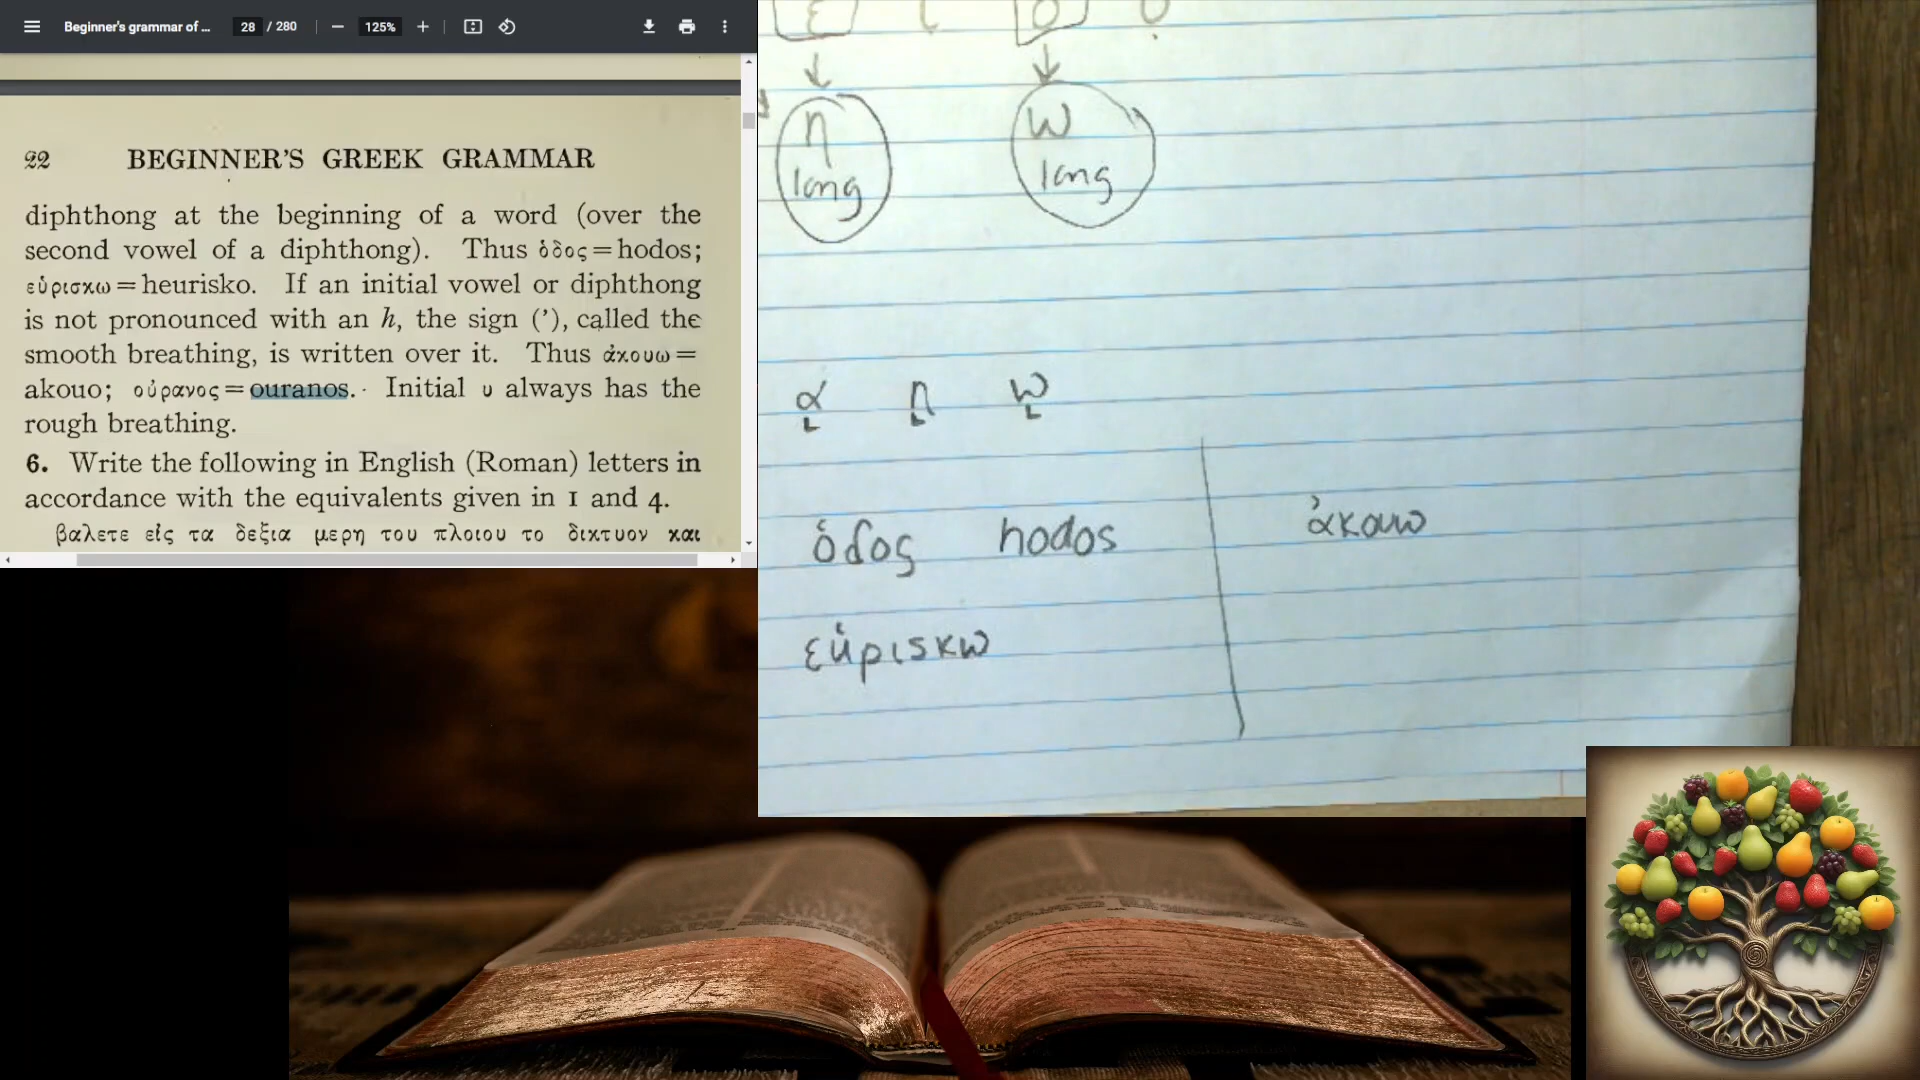 Beginner's grammar of ...
28 / 280
125%
22 BEGINNER'S GREEK GRAMMAR
diphthong at the beginning of a word (over the
second vowel of a diphthong). Thus ὁδος = hodos;
εὑρισκω = heurisko. If an initial vowel or diphthong
is not pronounced with an h, the sign (’), called the
smooth breathing, is written over it. Thus ἀκουω =
akouo; οὐρανος = ouranos. Initial υ always has the
rough breathing.
6. Write the following in English (Roman) letters in
accordance with the equivalents given in 1 and 4.
βαλετε εἰς τα δεξια μερη του πλοιου το δικτυον και
ε ι ο υ
η ω
long long
ᾳ ῃ ῳ
ὁδος hodos ἀκουω
εὑρισκω